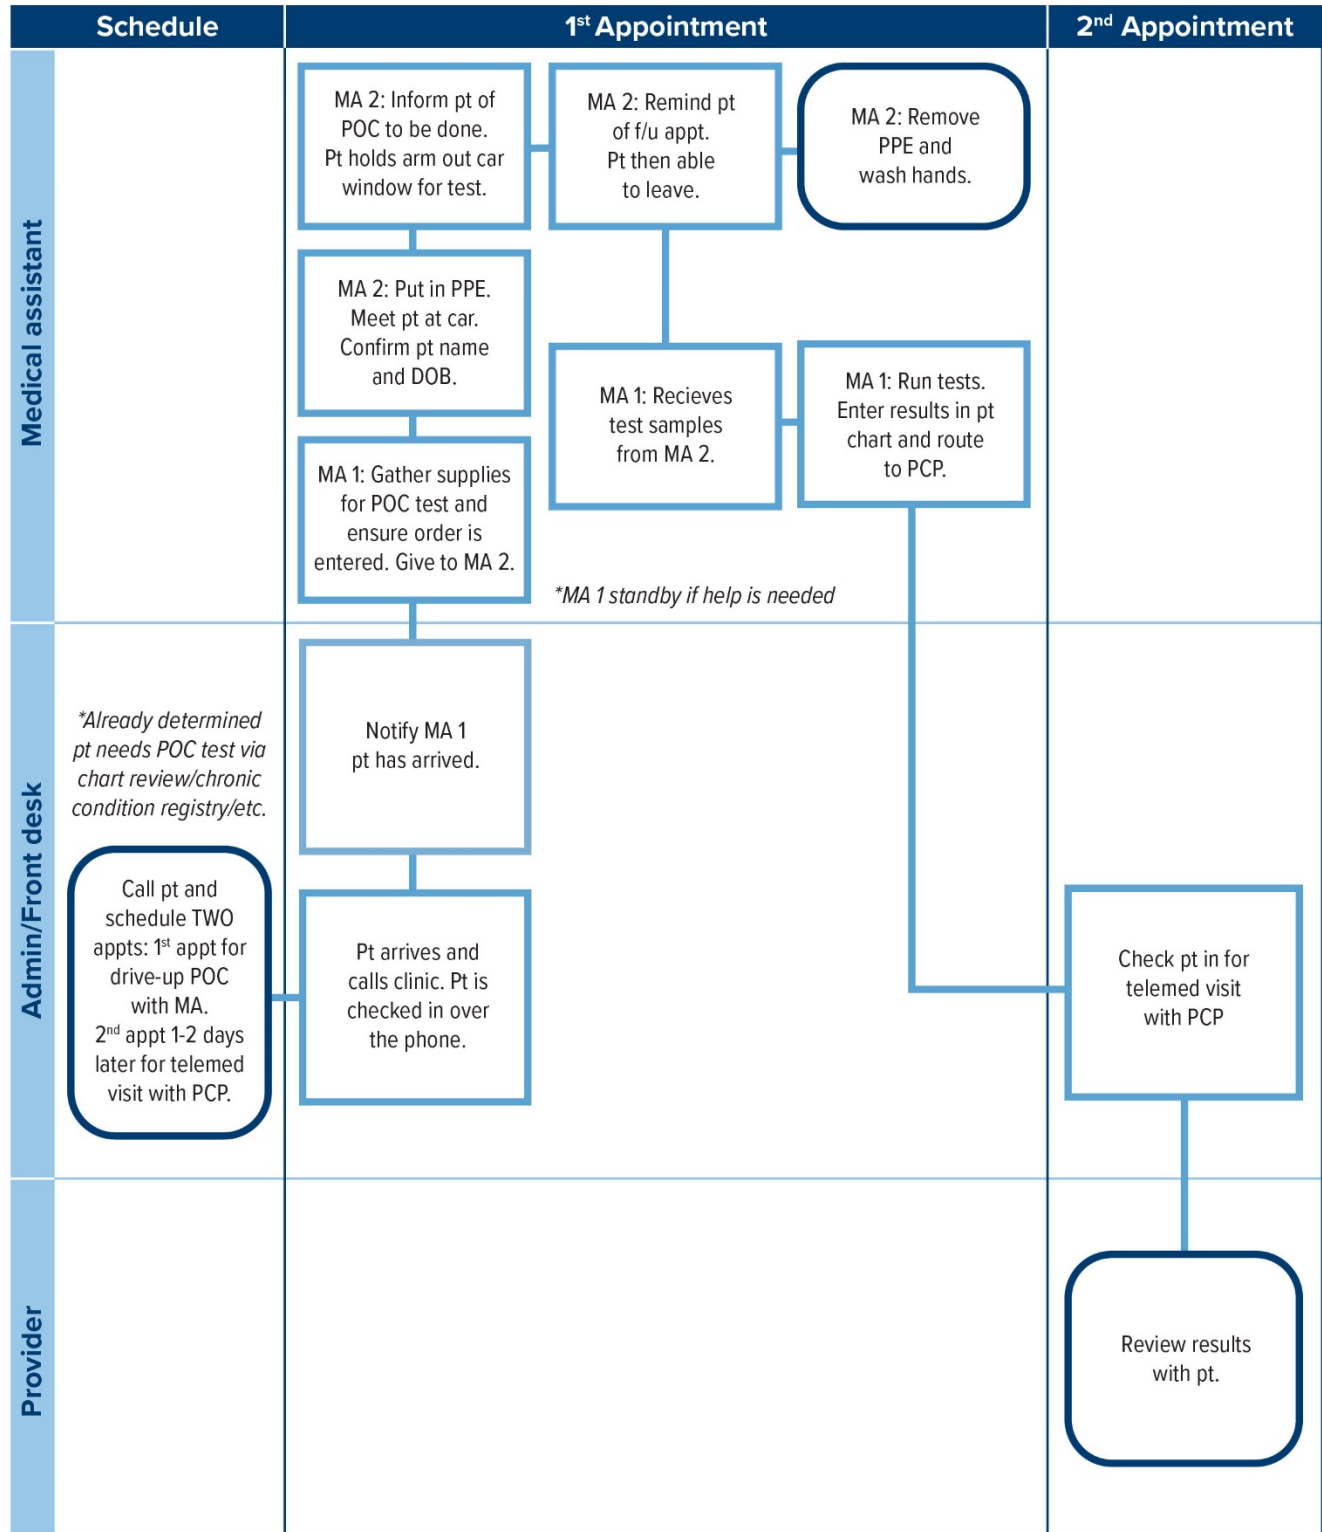 Schedule
1st Appointment
2nd Appointment
Medical assistant
MA 2: Inform pt of
POC to be done.
Pt holds arm out car
window for test.
MA 2: Remind pt
of f/u appt.
Pt then able
to leave.
MA 2: Remove
PPE and
wash hands.
MA 2: Put in PPE.
Meet pt at car.
Confirm pt name
and DOB.
MA 1: Recieves
test samples
from MA 2.
MA 1: Run tests.
Enter results in pt
chart and route
to PCP.
MA 1: Gather supplies
for POC test and
ensure order is
entered. Give to MA 2.
*MA 1 standby if help is needed
Admin/Front desk
*Already determined
pt needs POC test via
chart review/chronic
condition registry/etc.
Notify MA 1
pt has arrived.
Call pt and
schedule TWO
appts: 1st appt for
drive-up POC
with MA.
2nd appt 1-2 days
later for telemed
visit with PCP.
Pt arrives and
calls clinic. Pt is
checked in over
the phone.
Check pt in for
telemed visit
with PCP
Provider
Review results
with pt.